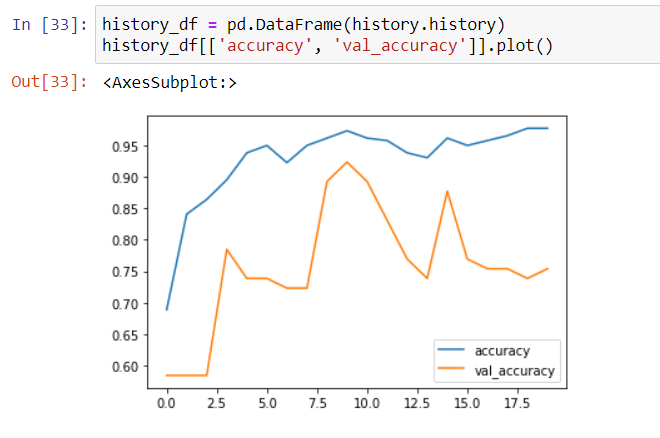 In [33]: history_df = pd.DataFrame(history.history)
history_df[['accuracy', 'val_accuracy']].plot()
Out[33]: <AxesSubplot:>
0.95
0.90
0.85
0.80
0.75
0.70
0.65
0.60
accuracy
val_accuracy
0.0 2.5 5.0 7.5 10.0 12.5 15.0 17.5